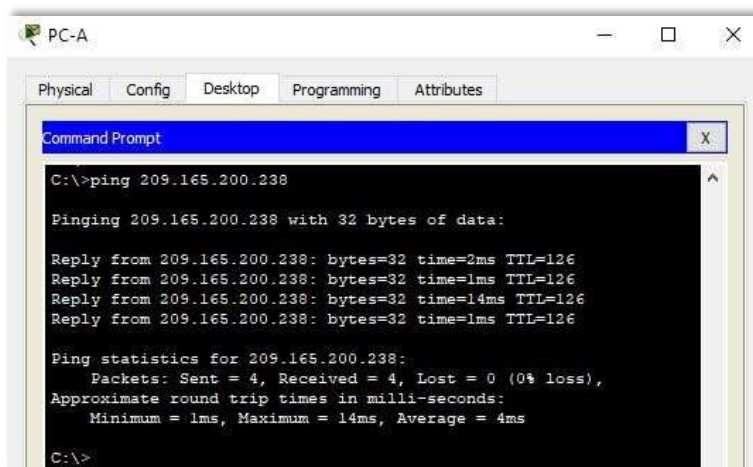 PC-A
Physical Config Desktop Programming Attributes
Command Prompt
X
C:\>ping 209.165.200.238
Pinging 209.165.200.238 with 32 bytes of data:
Reply from 209.165.200.238: bytes=32 time=2ms TTL=126
Reply from 209.165.200.238: bytes=32 time=1ms TTL=126
Reply from 209.165.200.238: bytes=32 time=14ms TTL=126
Reply from 209.165.200.238: bytes=32 time=1ms TTL=126
Ping statistics for 209.165.200.238:
Packets: Sent = 4, Received = 4, Lost = 0 (0% loss),
Approximate round trip times in milli-seconds:
Minimum = 1ms, Maximum = 14ms, Average = 4ms
C:\>